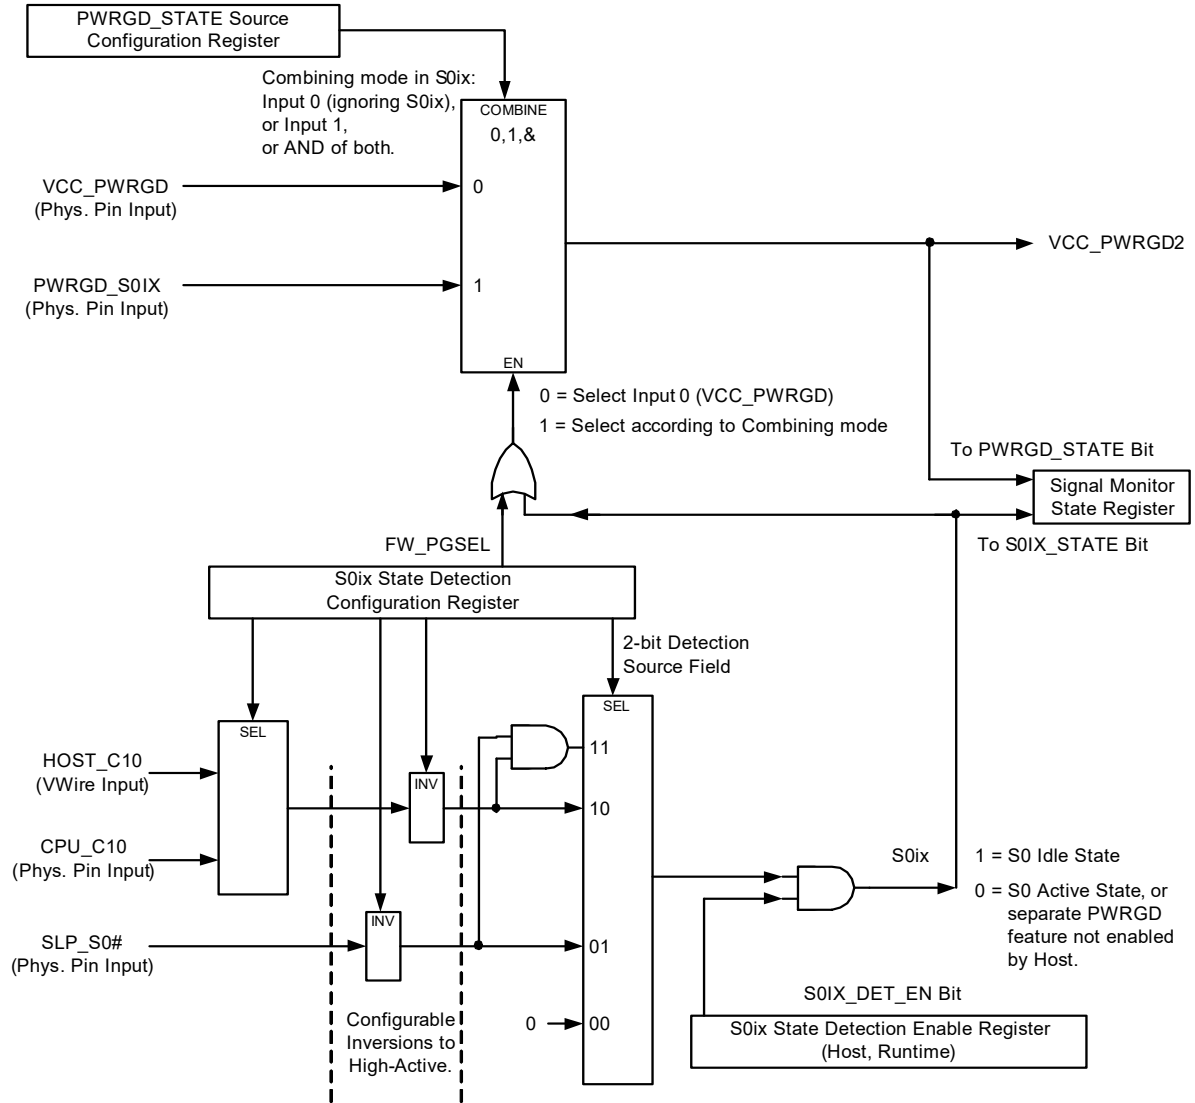 PWRGD_STATE Source
Configuration Register
Combining mode in S0ix:
Input 0 (ignoring S0ix),
or Input 1,
or AND of both.
COMBINE
0,1,&
VCC_PWRGD
(Phys. Pin Input)
0
VCC_PWRGD2
PWRGD_S0IX
(Phys. Pin Input)
1
EN
0 = Select Input 0 (VCC_PWRGD)
1 = Select according to Combining mode
To PWRGD_STATE Bit
Signal Monitor
State Register
To S0IX_STATE Bit
FW_PGSEL
S0ix State Detection
Configuration Register
2-bit Detection
Source Field
SEL
SEL
HOST_C10
(VWire Input)
CPU_C10
(Phys. Pin Input)
INV
11
10
INV
SLP_S0#
(Phys. Pin Input)
01
0
00
Configurable
Inversions to
High-Active.
S0ix
1 = S0 Idle State
0 = S0 Active State, or
separate PWRGD
feature not enabled
by Host.
S0IX_DET_EN Bit
S0ix State Detection Enable Register
(Host, Runtime)